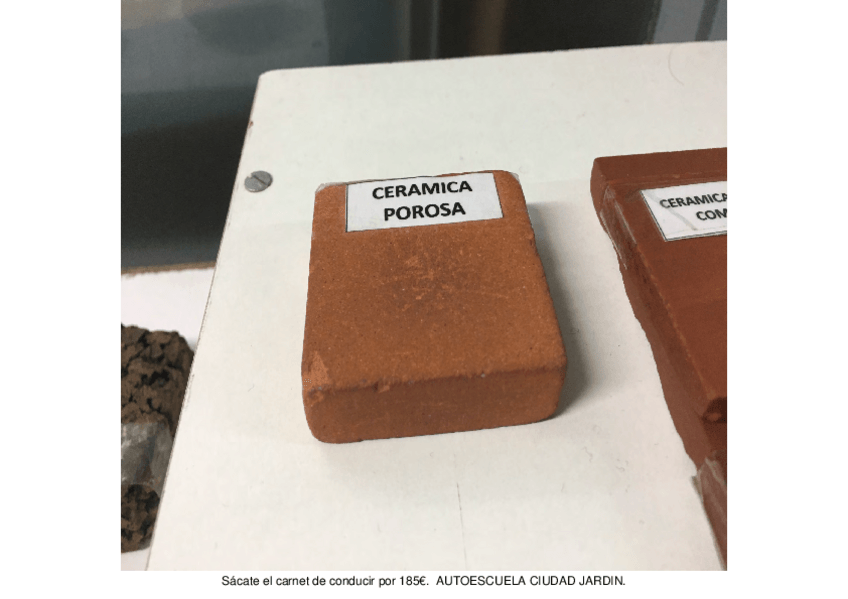 CERAMICA
POROSA
CERAMICA
COM
Sácate el carnet de conducir por 185€.  AUTOESCUELA CIUDAD JARDIN.